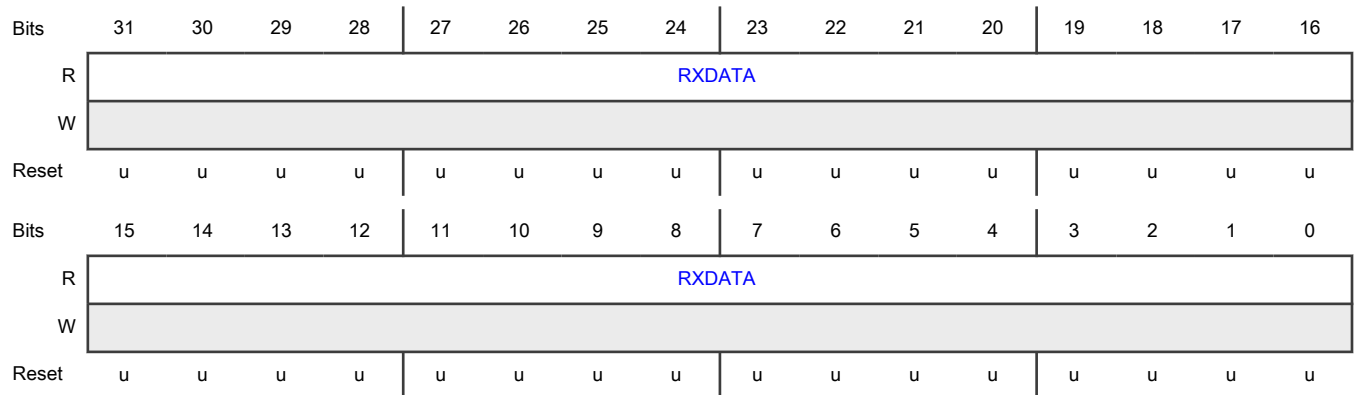 Bits 31 30 29 28 27 26 25 24 23 22 21 20 19 18 17 16
R RXDATA
W
Reset u u u u u u u u u u u u u u u u
Bits 15 14 13 12 11 10 9 8 7 6 5 4 3 2 1 0
R RXDATA
W
Reset u u u u u u u u u u u u u u u u